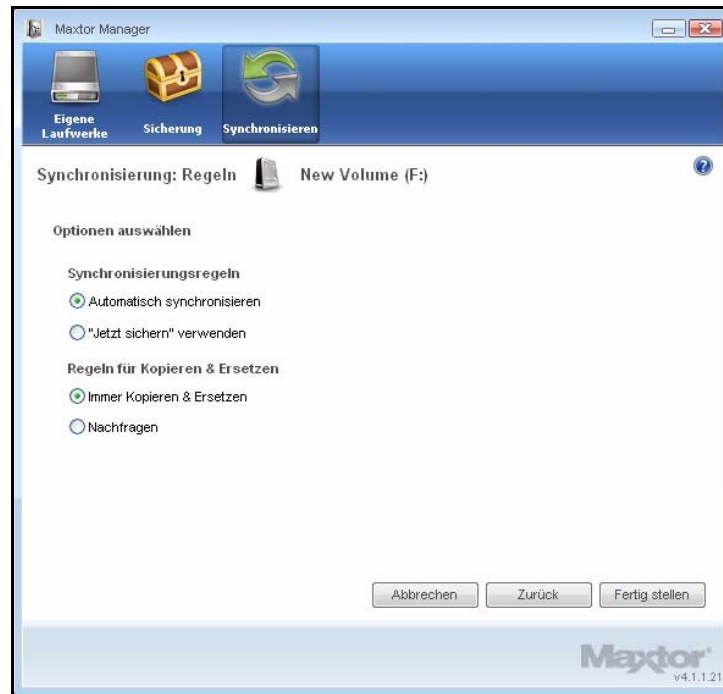 Maxtor Manager
Eigene
Laufwerke
Sicherung
Synchronisieren
Synchronisierung: Regeln
New Volume (F:)
?
Optionen auswählen
Synchronisierungsregeln
Automatisch synchronisieren
"Jetzt sichern" verwenden
Regeln für Kopieren & Ersetzen
Immer Kopieren & Ersetzen
Nachfragen
Abbrechen
Zurück
Fertig stellen
Maxtor
v4.1.1.21